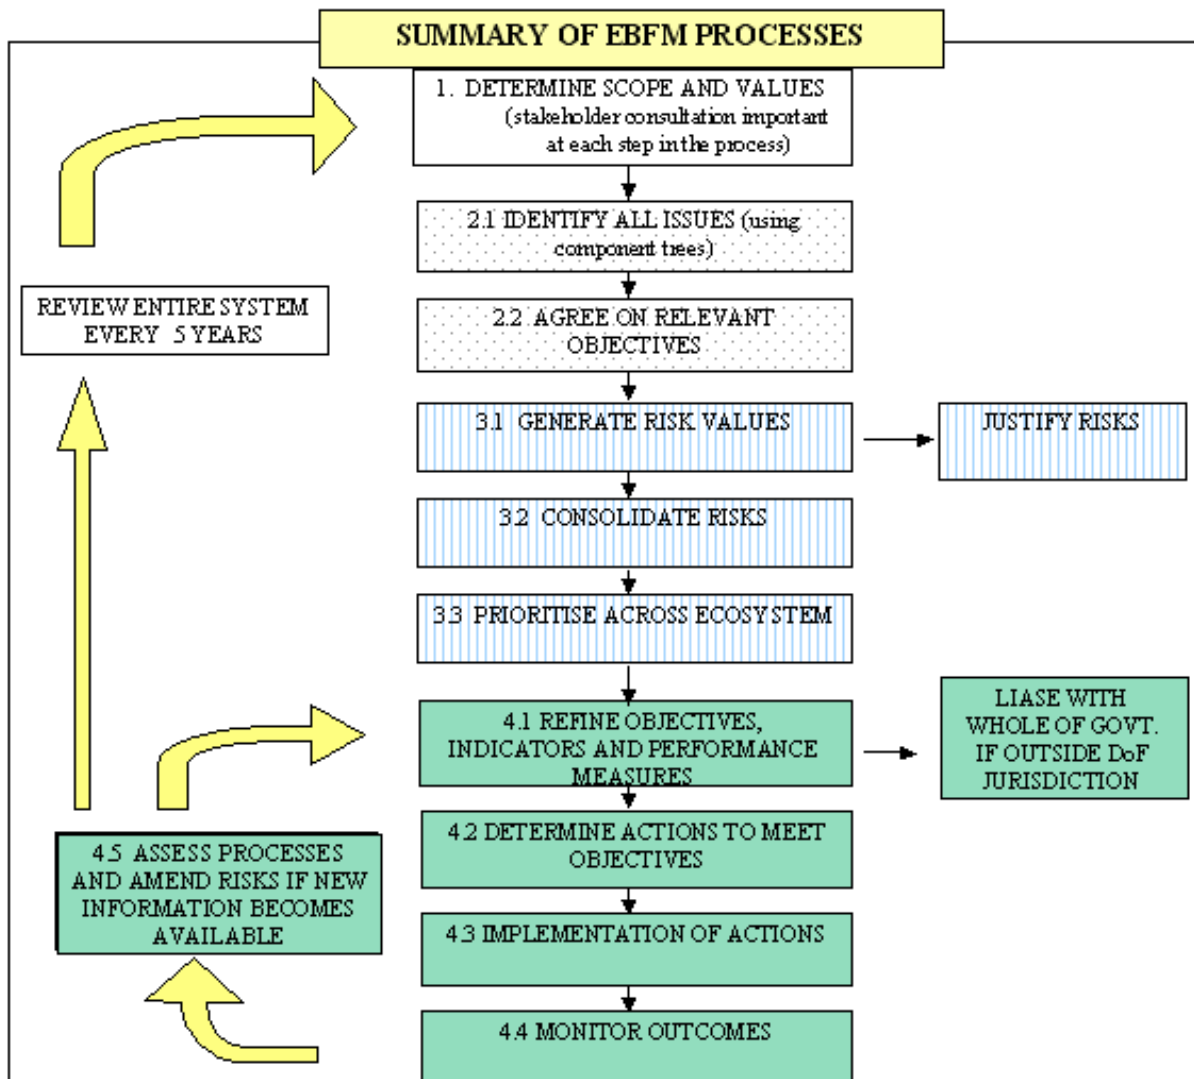 SUMMARY OF EBFM PROCESSES
1. DETERMINE SCOPE AND VALUES
(stakeholder consultation important
at each step in the process)
2.1 IDENTIFY ALL ISSUES (using
component trees)
REVIEW ENTIRE SYSTEM
EVERY 5 YEARS
2.2 AGREE ON RELEVANT
OBJECTIVES
3.1 GENERATE RISK VALUES
JUSTIFY RISKS
3.2 CONSOLIDATE RISKS
3.3 PRIORITISE ACROSS ECOSYSTEM
4.1 REFINE OBJECTIVES,
INDICATORS AND PERFORMANCE
MEASURES
LIASE WITH
WHOLE OF GOVT.
IF OUTSIDE DoF
JURISDICTION
4.2 DETERMINE ACTIONS TO MEET
OBJECTIVES
4.5 ASSESS PROCESSES
AND AMEND RISKS IF NEW
INFORMATION BECOMES
AVAILABLE
4.3 IMPLEMENTATION OF ACTIONS
4.4 MONITOR OUTCOMES